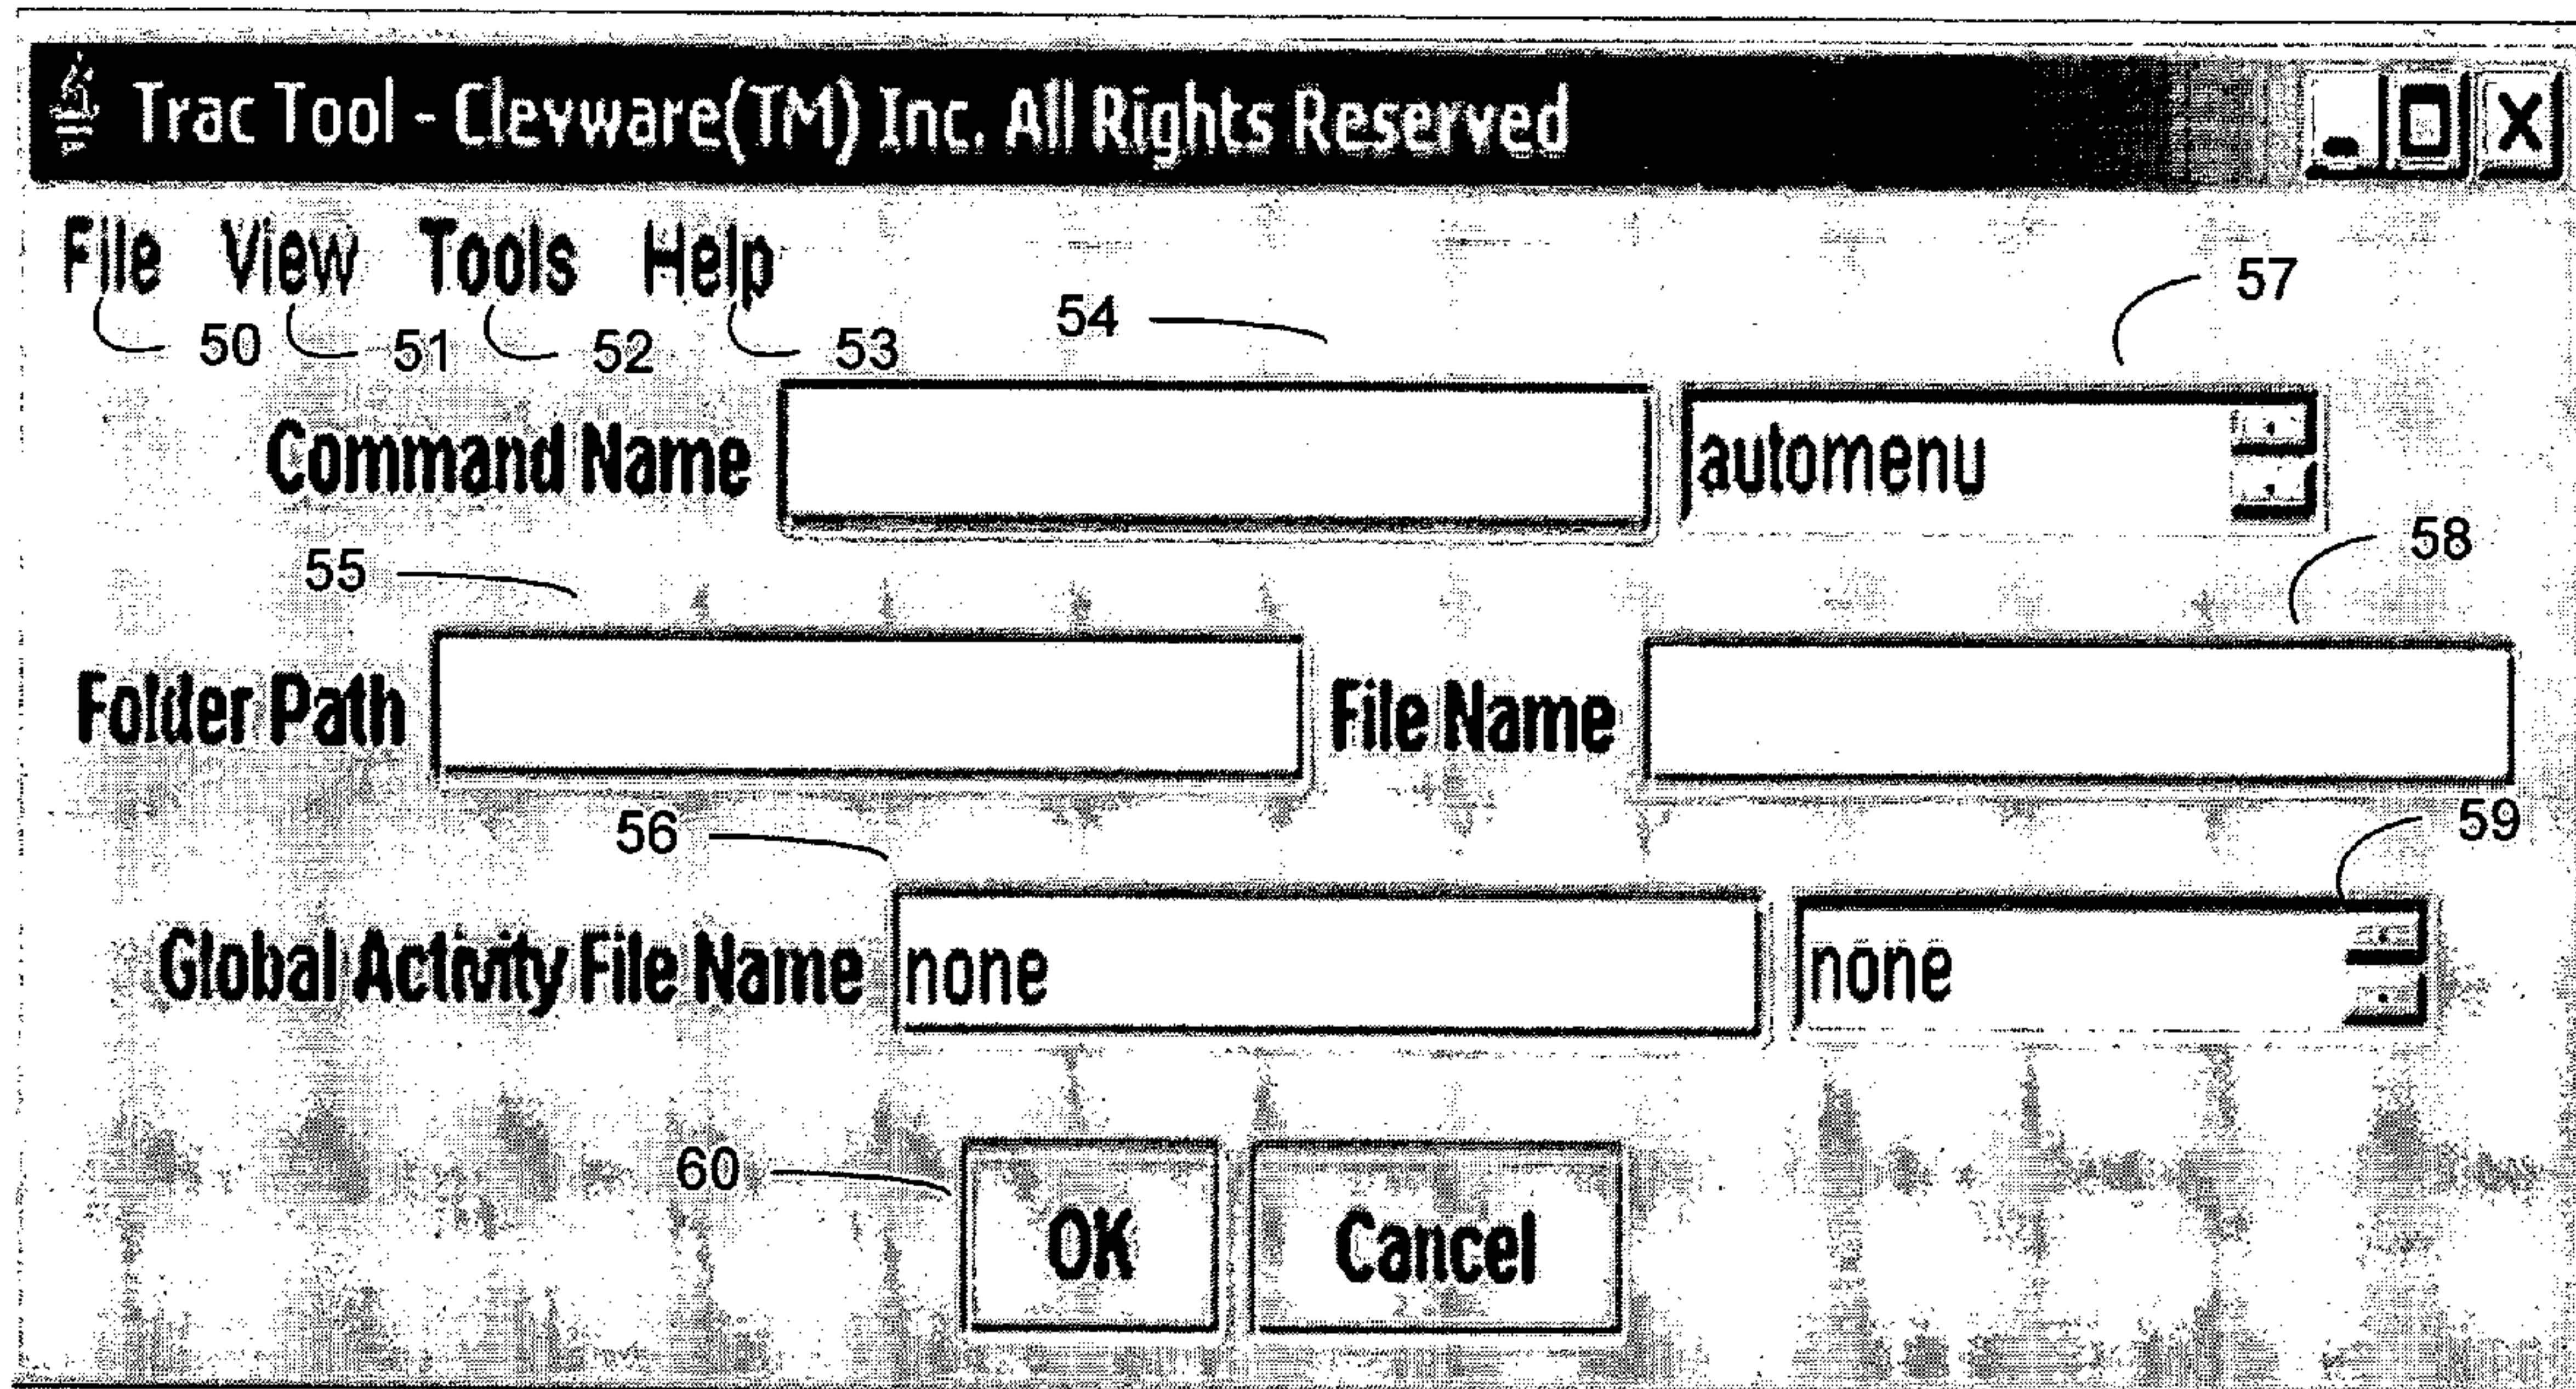 Trac Tool - Clevware(TM) Inc. All Rights Reserved
File View Tools Help
50 51 52 53 54 57
Command Name automenu
55 58
Folder Path File Name
56 59
Global Activity File Name none none
60
OK Cancel